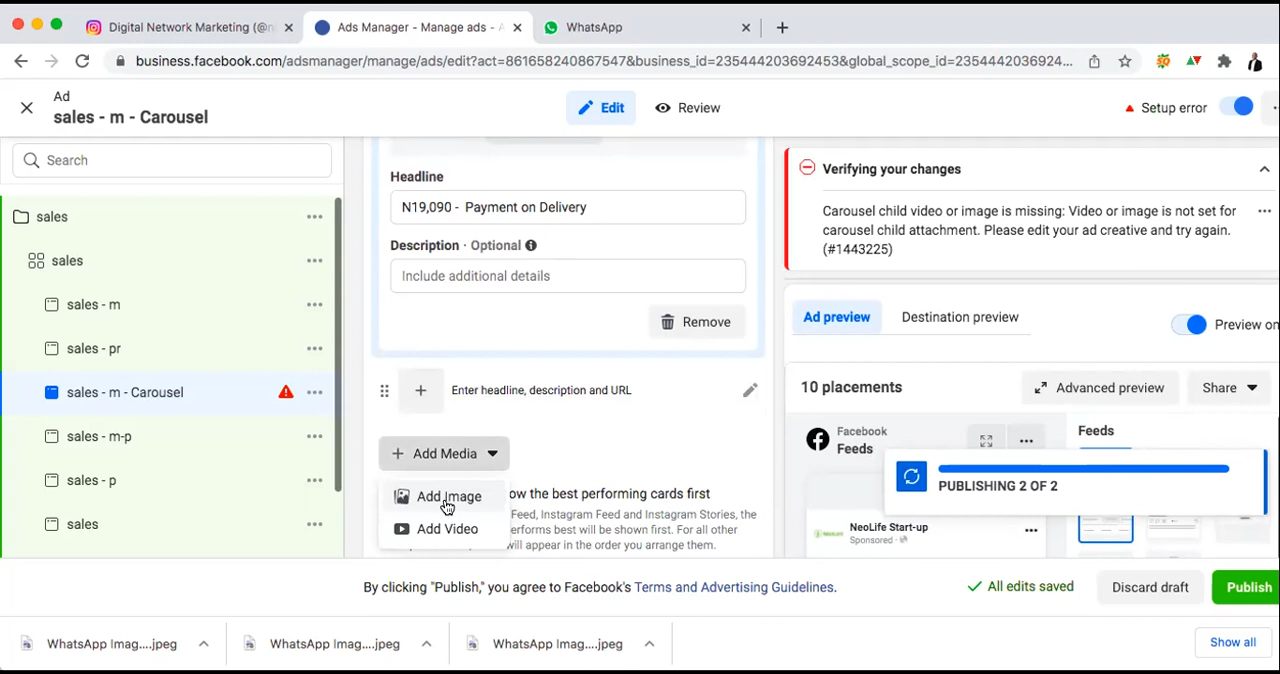 Digital Network Marketing (@n
Ads Manager - Manage ads - A
WhatsApp
business.facebook.com/adsmanager/manage/ads/edit?act=861658240867547&business_id=235444203692453&global_scope_id=2354442036924...
Ad
sales - m - Carousel
Edit
Review
Setup error
Search
sales
sales
sales - m
sales - pr
sales - m - Carousel
sales - m-p
sales - p
sales
Headline
N19,090 - Payment on Delivery
Description · Optional
Include additional details
Remove
Enter headline, description and URL
Add Media
Add Image
Add Video
ow the best performing cards first
Feed, Instagram Feed and Instagram Stories, the
erforms best will be shown first. For all other
will appear in the order you arrange them.
Verifying your changes
Carousel child video or image is missing: Video or image is not set for
carousel child attachment. Please edit your ad creative and try again.
(#1443225)
Ad preview
Destination preview
Preview on
10 placements
Advanced preview
Share
Facebook
Feeds
Feeds
PUBLISHING 2 OF 2
NeoLife Start-up
Sponsored ·
By clicking "Publish," you agree to Facebook's Terms and Advertising Guidelines.
All edits saved
Discard draft
Publish
WhatsApp Imag....jpeg
WhatsApp Imag....jpeg
WhatsApp Imag....jpeg
Show all